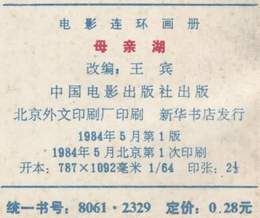 电影连环画册
母亲湖
改编：王宾
中国电影出版社出版
北京外文印刷厂印刷 新华书店发行
1984年5月第1版
1984年5月北京第1次印刷
开本：787×1092毫米 1/64 印张：2½
统一书号：8061·2329 定价：0.28元